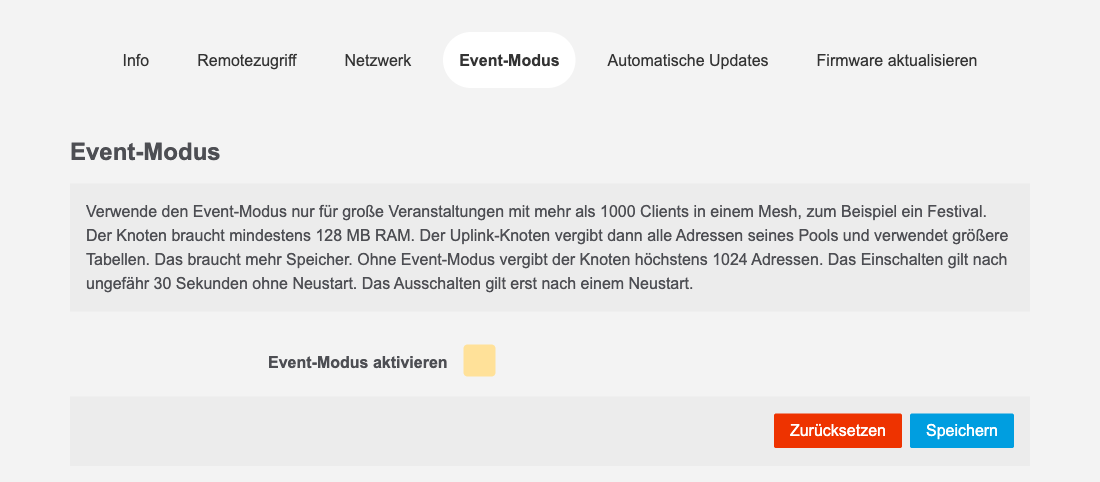 Info
Remotezugriff
Netzwerk
Event-Modus
Automatische Updates
Firmware aktualisieren
Event-Modus
Verwende den Event-Modus nur für große Veranstaltungen mit mehr als 1000 Clients in einem Mesh, zum Beispiel ein Festival.
Der Knoten braucht mindestens 128 MB RAM. Der Uplink-Knoten vergibt dann alle Adressen seines Pools und verwendet größere
Tabellen. Das braucht mehr Speicher. Ohne Event-Modus vergibt der Knoten höchstens 1024 Adressen. Das Einschalten gilt nach
ungefähr 30 Sekunden ohne Neustart. Das Ausschalten gilt erst nach einem Neustart.
Event-Modus aktivieren
Zurücksetzen
Speichern